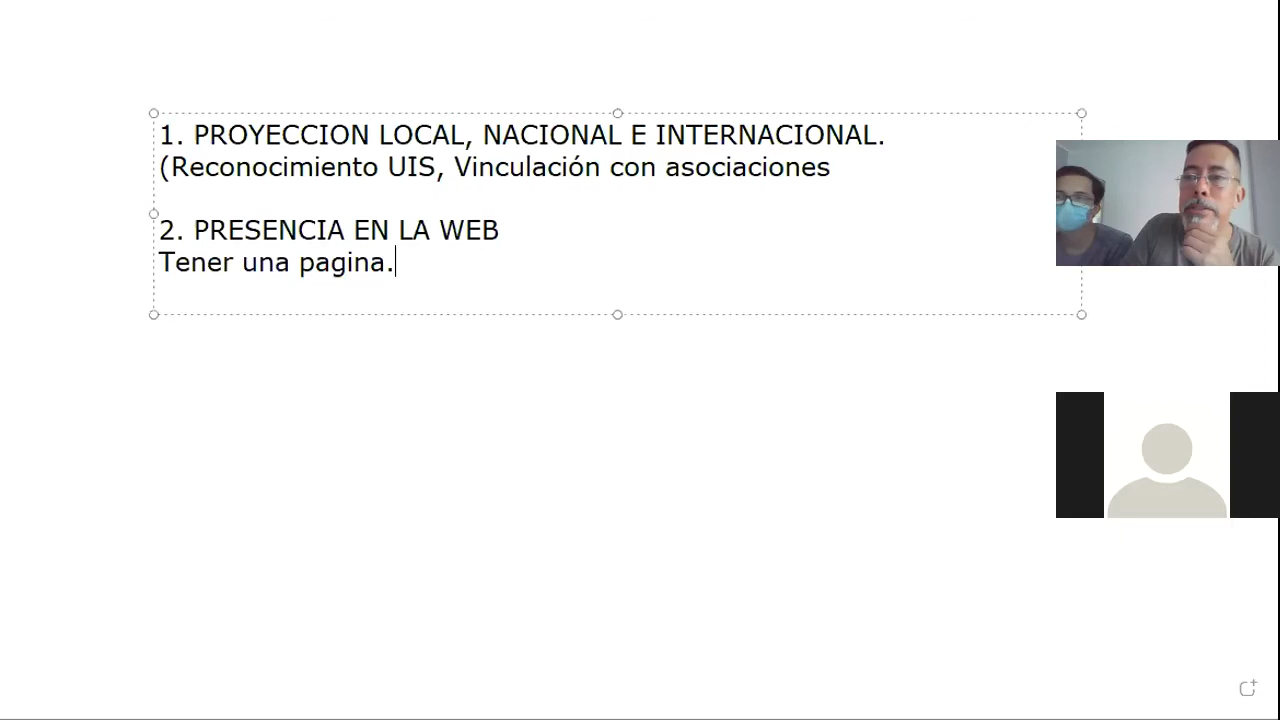 1. PROYECCION LOCAL, NACIONAL E INTERNACIONAL.
(Reconocimiento UIS, Vinculación con asociaciones
2. PRESENCIA EN LA WEB
Tener una pagina.